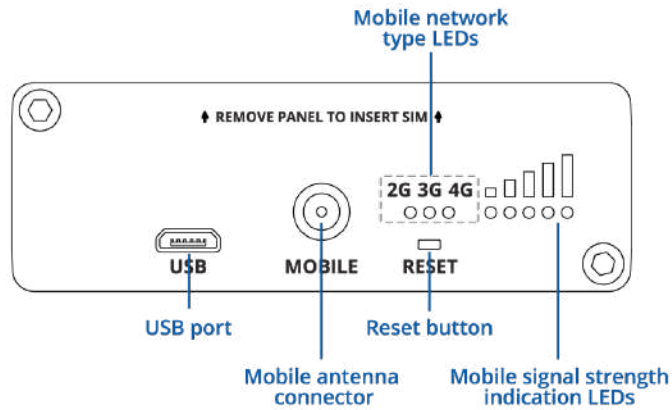 Mobile network
type LEDs
REMOVE PANEL TO INSERT SIM
2G 3G 4G
USB
MOBILE
RESET
USB port
Reset button
Mobile antenna
connector
Mobile signal strength
indication LEDs